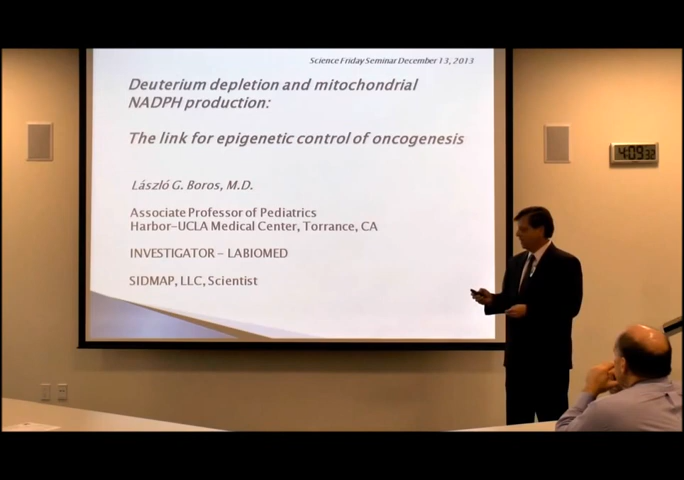 Science Friday Seminar December 13, 2013
Deuterium depletion and mitochondrial
NADPH production:
The link for epigenetic control of oncogenesis
László G. Boros, M.D.
Associate Professor of Pediatrics
Harbor-UCLA Medical Center, Torrance, CA
INVESTIGATOR – LABIOMED
SIDMAP, LLC, Scientist
4:09 32